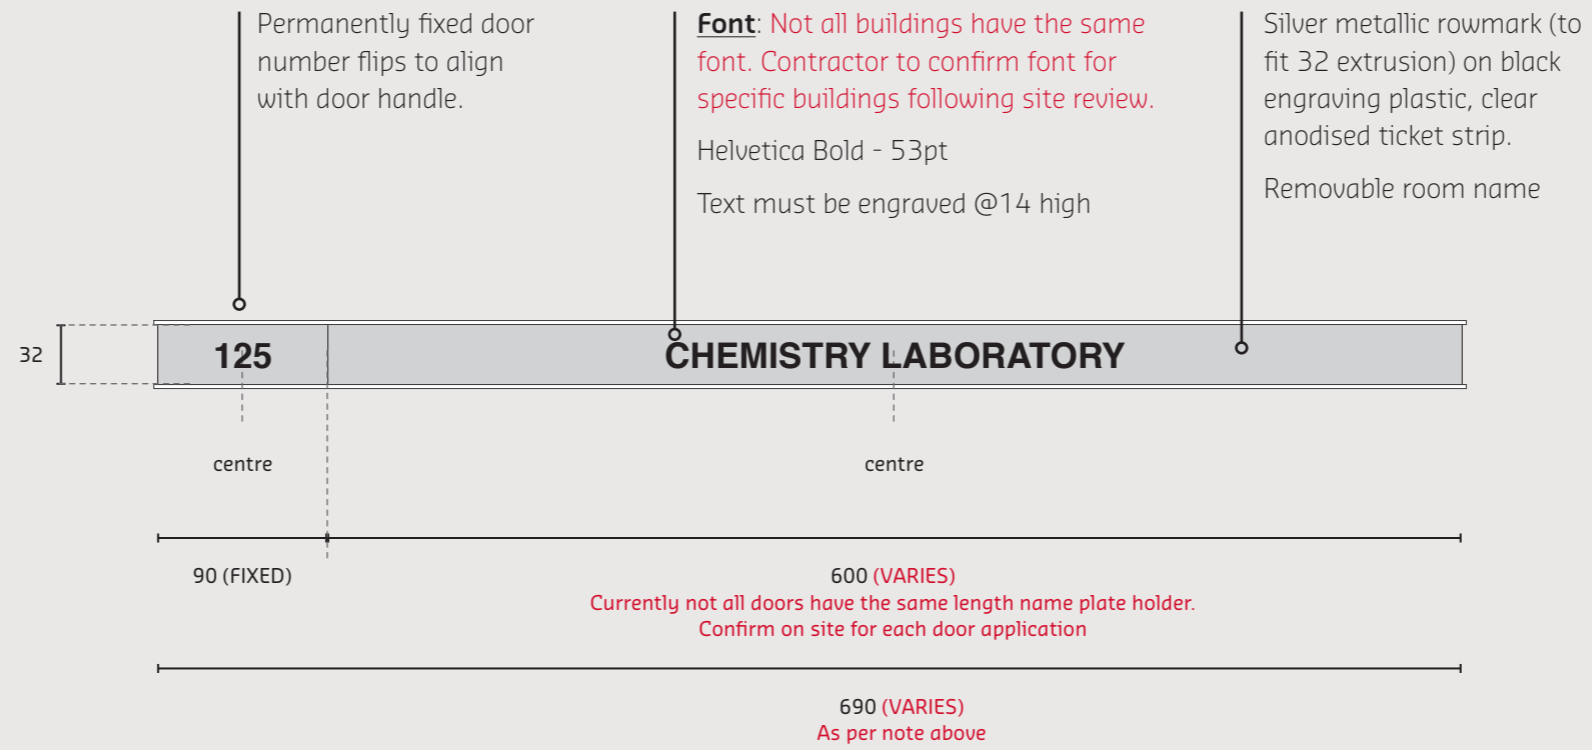 Permanently fixed door
number flips to align
with door handle.
Font: Not all buildings have the same
font. Contractor to confirm font for
specific buildings following site review.
Helvetica Bold - 53pt
Text must be engraved @14 high
Silver metallic rowmark (to
fit 32 extrusion) on black
engraving plastic, clear
anodised ticket strip.
Removable room name
32
125
CHEMISTRY LABORATORY
centre
centre
90 (FIXED)
600 (VARIES)
Currently not all doors have the same length name plate holder.
Confirm on site for each door application
690 (VARIES)
As per note above